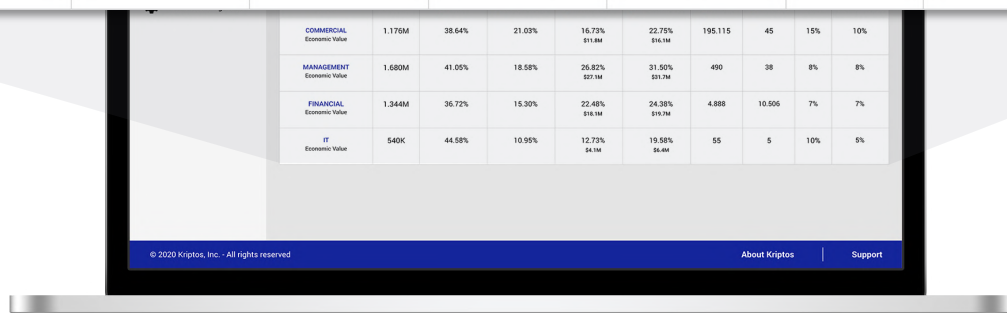 COMMERCIAL 1.176M 38.64% 21.03% 16.73% 22.75% 195.115 45 15% 10%
Economic Value $11.8M $16.1M
MANAGEMENT 1.680M 41.05% 18.58% 26.82% 31.50% 490 38 8% 8%
Economic Value $27.1M $31.7M
FINANCIAL 1.344M 36.72% 15.30% 22.48% 24.38% 4.888 10.506 7% 7%
Economic Value $18.1M $19.7M
IT 540K 44.58% 10.95% 12.73% 19.58% 55 5 10% 5%
Economic Value $4.1M $6.4M
© 2020 Kriptos, Inc. - All rights reserved About Kriptos | Support